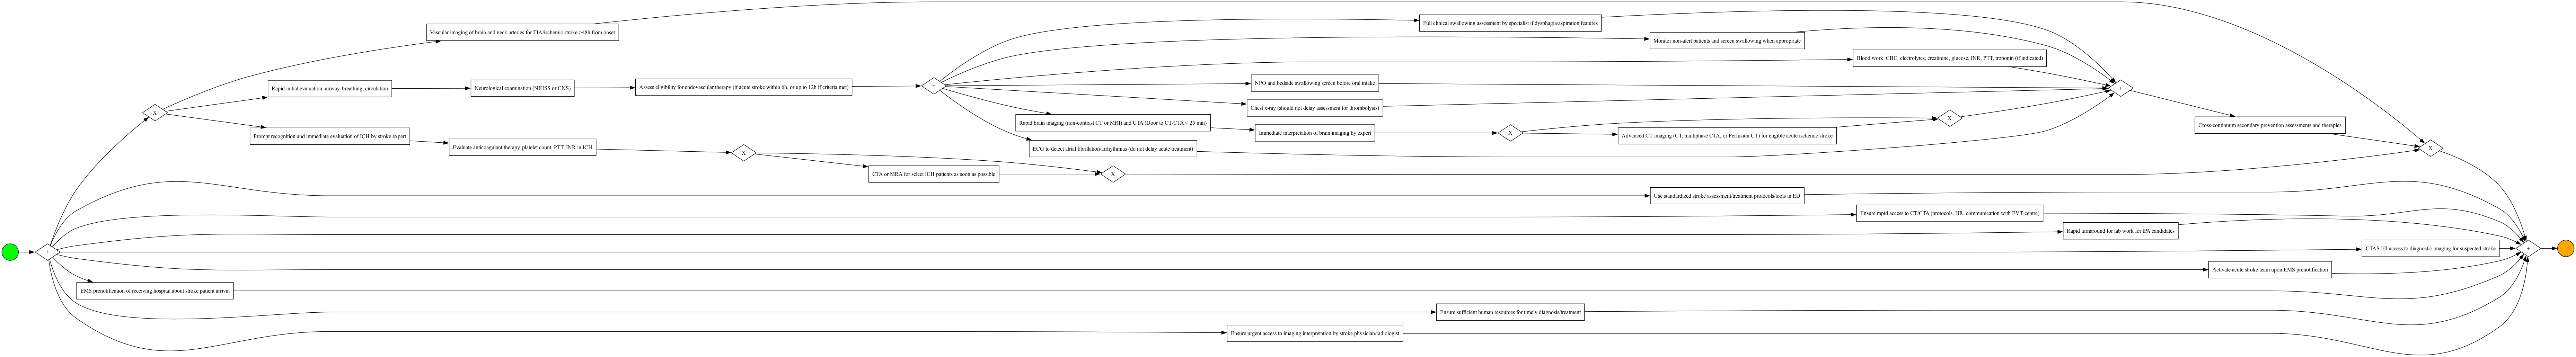 Vascular imaging of brain and neck arteries for TIA/ischemic stroke >48h from onset
Full clinical swallowing assessment by specialist if dysphagia/aspiration features
Monitor non-alert patients and screen swallowing when appropriate
Blood work: CBC, electrolytes, creatinine, glucose, INR, PTT, troponin (if indicated)
Rapid initial evaluation: airway, breathing, circulation
Neurological examination (NIHSS or CNS)
Assess eligibility for endovascular therapy (if acute stroke within 6h, or up to 12h if criteria met)
+
NPO and bedside swallowing screen before oral intake
+
Chest x-ray (should not delay assessment for thrombolysis)
X
Rapid brain imaging (non-contrast CT or MRI) and CTA (Door to CT/CTA < 25 min)
Immediate interpretation of brain imaging by expert
X
Advanced CT imaging (CT, multiphase CTA, or Perfusion CT) for eligible acute ischemic stroke
X
Cross-continuum secondary prevention assessments and therapies
Prompt recognition and immediate evaluation of ICH by stroke expert
Evaluate anticoagulant therapy, platelet count, PTT, INR in ICH
X
ECG to detect atrial fibrillation/arrhythmias (do not delay acute treatment)
X
CTA or MRA for select ICH patients as soon as possible
X
Use standardized stroke assessment/treatment protocols/tools in ED
Ensure rapid access to CT/CTA (protocols, HR, communication with EVT centre)
Rapid turnaround for lab work for tPA candidates
+
CTAS I/II access to diagnostic imaging for suspected stroke
+
Activate acute stroke team upon EMS prenotification
EMS prenotification of receiving hospital about stroke patient arrival
Ensure sufficient human resources for timely diagnosis/treatment
Ensure urgent access to imaging interpretation by stroke physician/radiologist